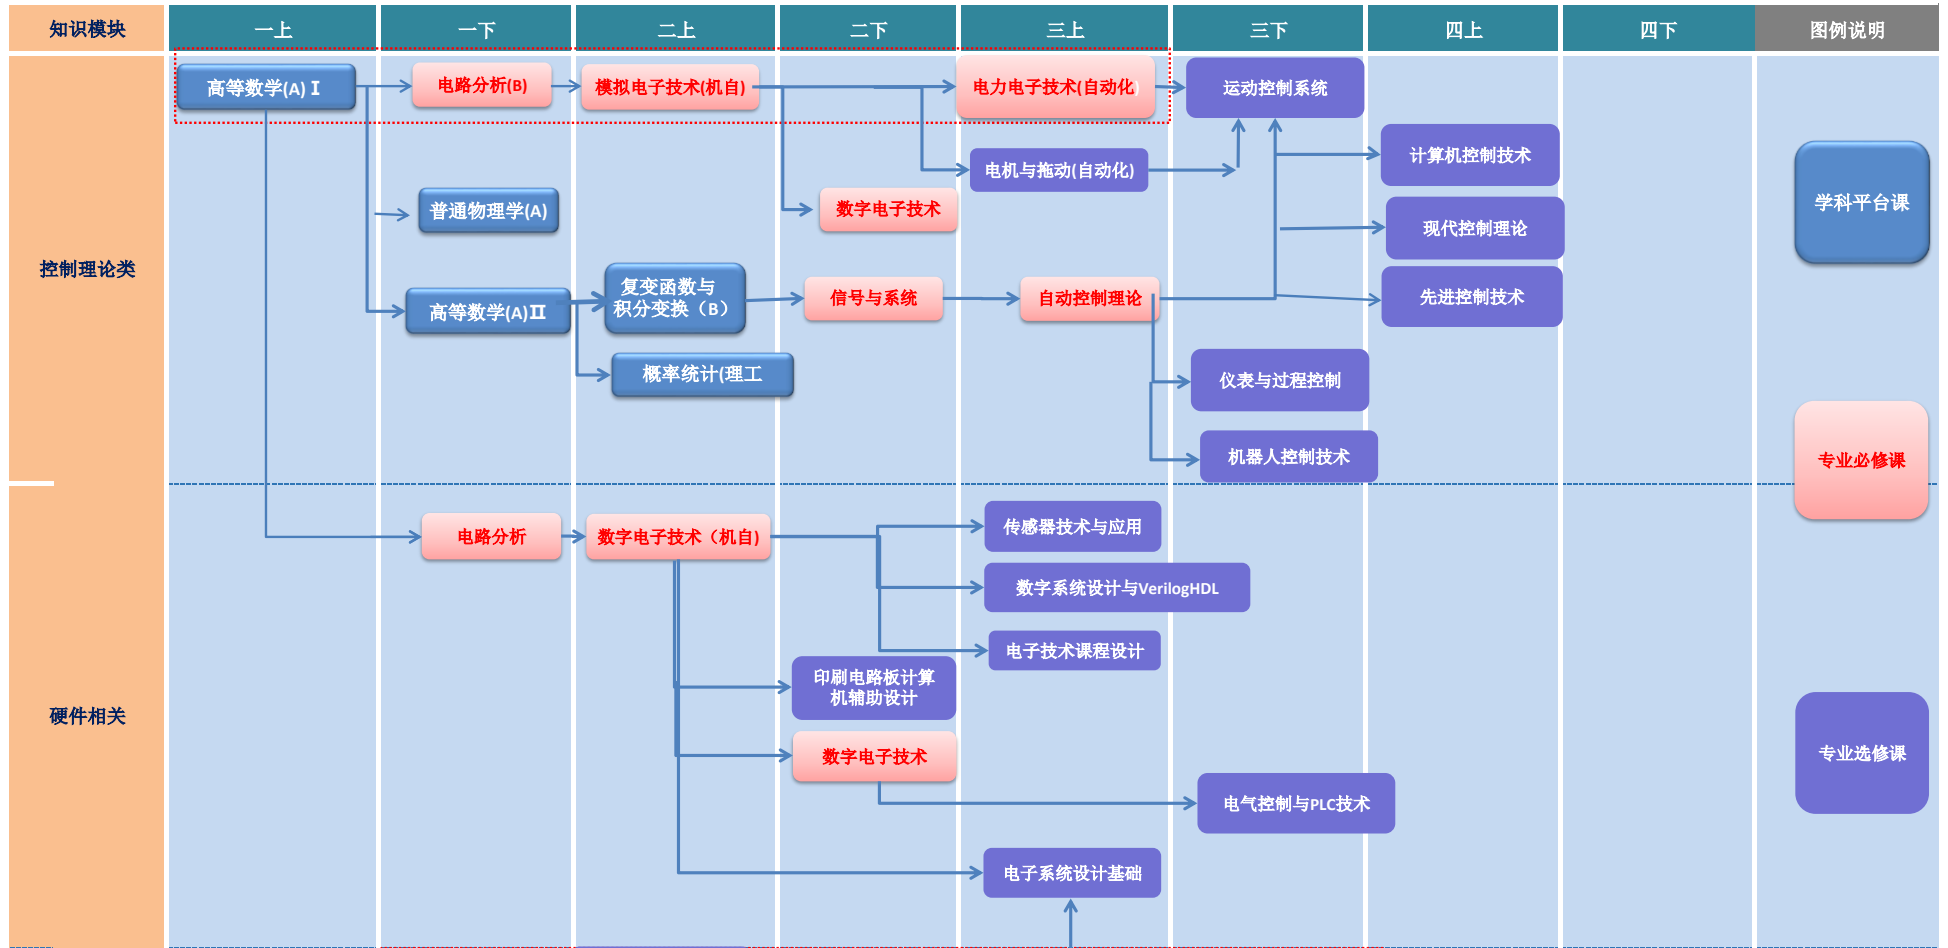 知识模块
一上
一下
二上
二下
三上
三下
四上
四下
图例说明
控制理论类
高等数学(A) I
电路分析(B)
模拟电子技术(机自)
电力电子技术(自动化)
运动控制系统
计算机控制技术
电机与拖动(自动化)
普通物理学(A)
数字电子技术
现代控制理论
学科平台课
高等数学(A)II
复变函数与
积分变换（B）
信号与系统
自动控制理论
先进控制技术
概率统计(理工
仪表与过程控制
机器人控制技术
专业必修课
硬件相关
电路分析
数字电子技术（机自)
传感器技术与应用
数字系统设计与VerilogHDL
电子技术课程设计
印刷电路板计算
机辅助设计
数字电子技术
电气控制与PLC技术
电子系统设计基础
专业选修课